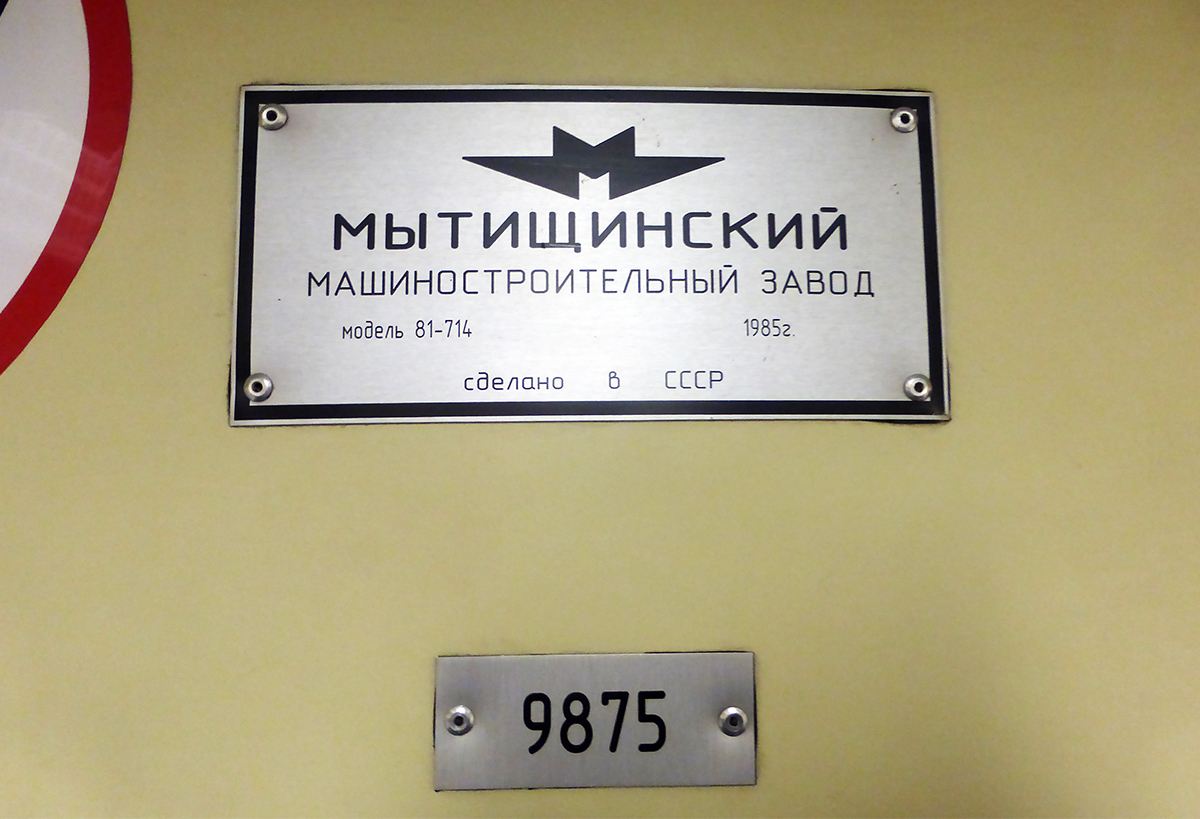 М
МЫТИЩИНСКИЙ
МАШИНОСТРОИТЕЛЬНЫЙ ЗАВОД
модель 81-714 1985г.
сделано в СССР
9875